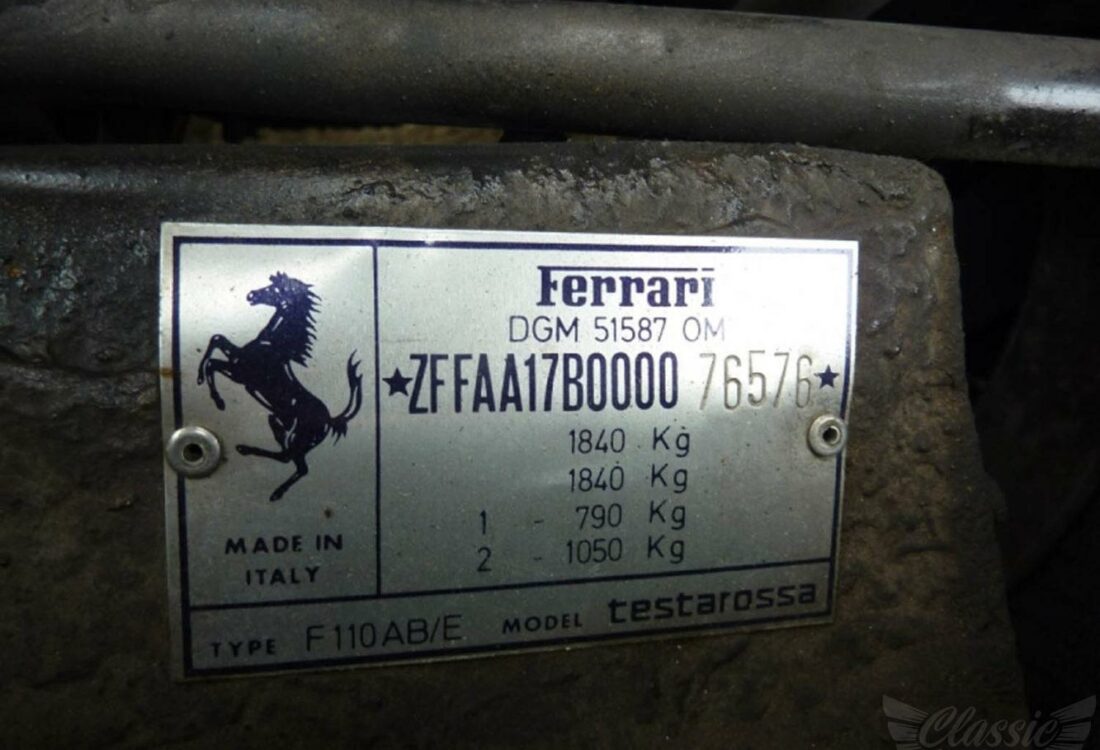 Ferrari
DGM 51587 OM
★ZFFAA17B0000 76576★
1840 Kg
1840 Kg
1 - 790 Kg
2 - 1050 Kg
MADE IN
ITALY
TYPE F110AB/E MODEL testarossa
Classic